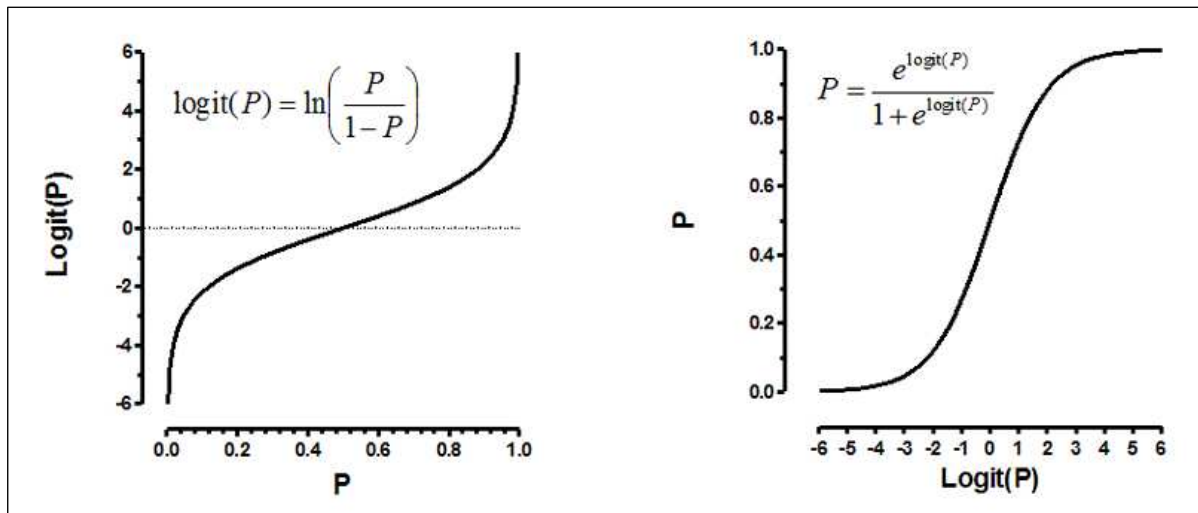 6
4
2
0
-2
-4
-6
Logit(P)
logit(P) = ln(P / 1 − P)
0.0 0.2 0.4 0.6 0.8 1.0
P
1.0
0.8
0.6
0.4
0.2
0.0
P
P = e^logit(P) / 1 + e^logit(P)
-6 -5 -4 -3 -2 -1 0 1 2 3 4 5 6
Logit(P)